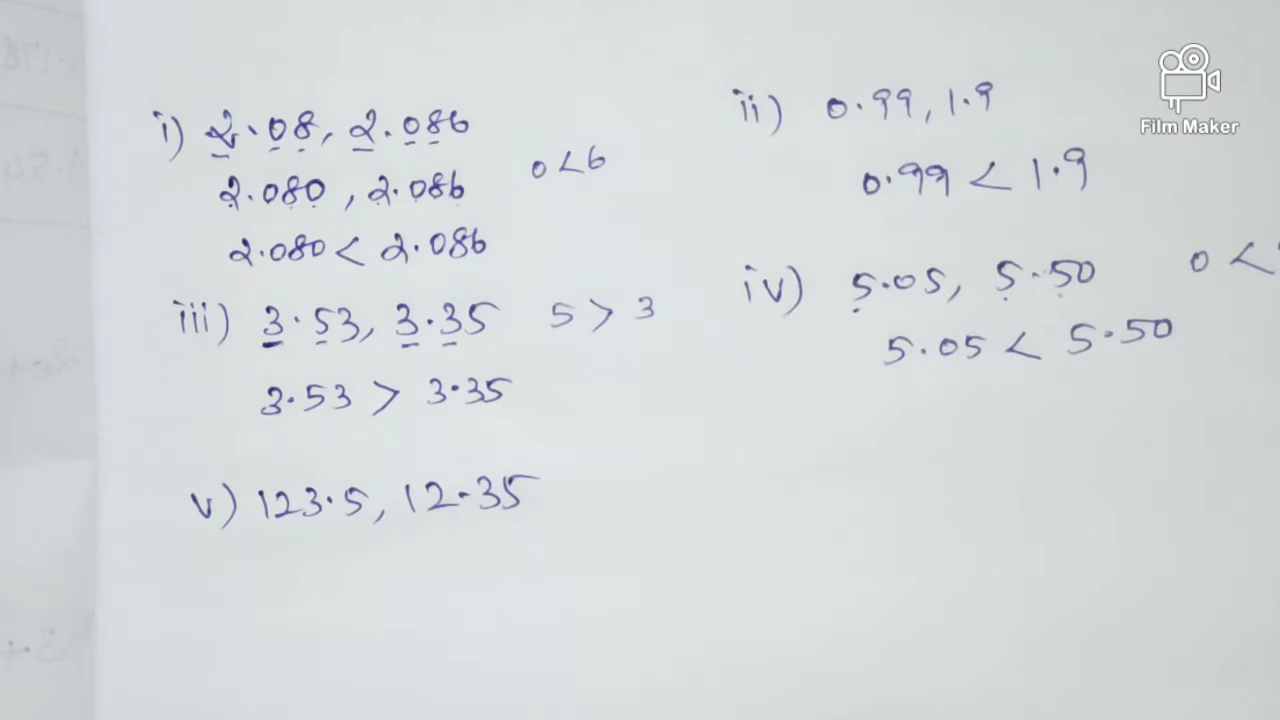 i) 2.08, 2.086
2.080, 2.086 0<6
2.080 < 2.086
ii) 0.99, 1.9
0.99 < 1.9
iii) 3.53, 3.35 5 > 3
3.53 > 3.35
iv) 5.05, 5.50 0 <
5.05 < 5.50
v) 123.5, 12.35
Film Maker